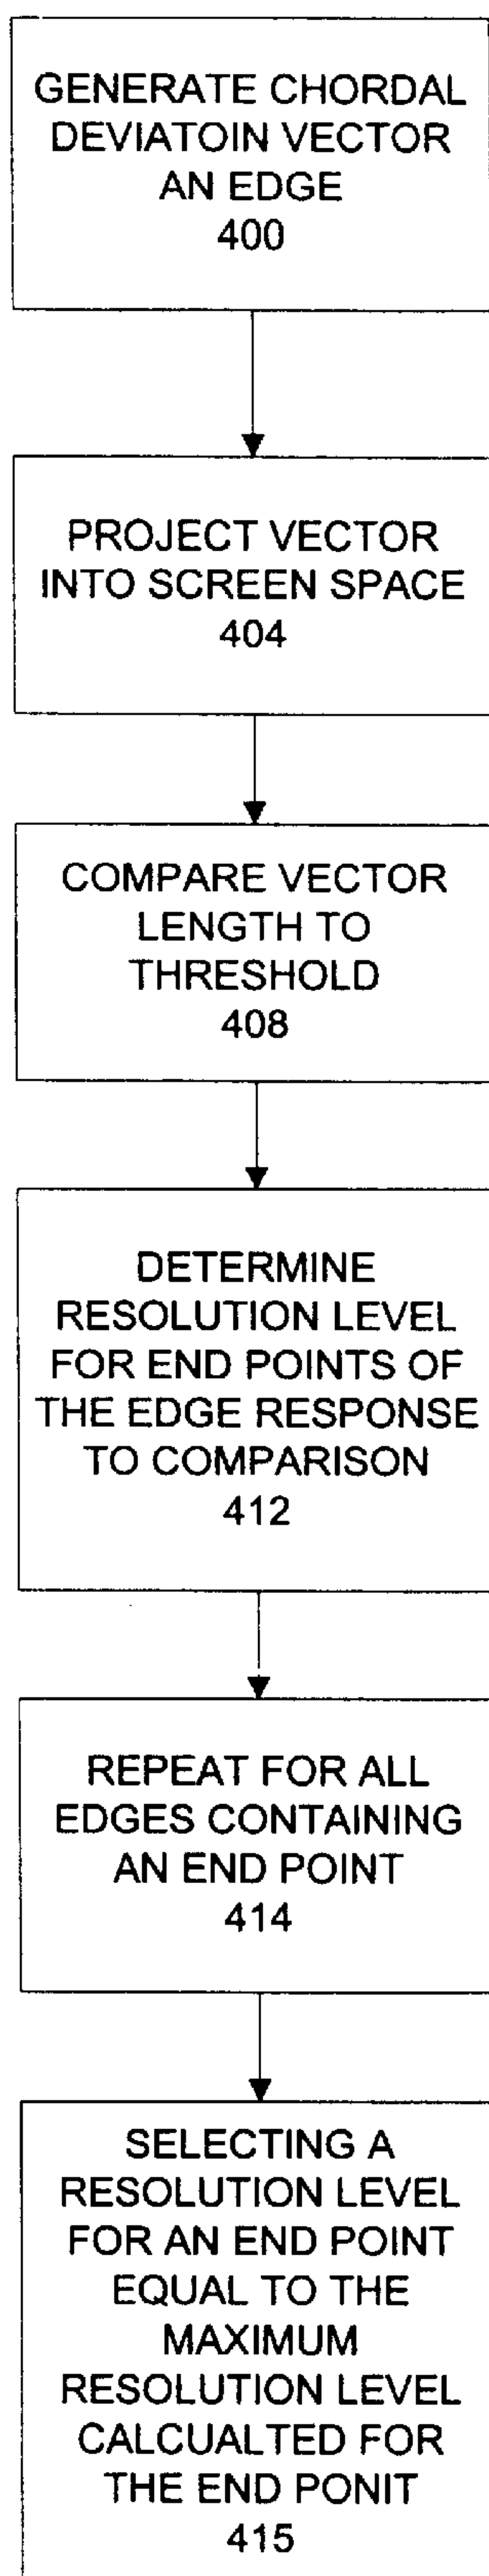 GENERATE CHORDAL
DEVIATOIN VECTOR
AN EDGE
400
PROJECT VECTOR
INTO SCREEN SPACE
404
COMPARE VECTOR
LENGTH TO
THRESHOLD
408
DETERMINE
RESOLUTION LEVEL
FOR END POINTS OF
THE EDGE RESPONSE
TO COMPARISON
412
REPEAT FOR ALL
EDGES CONTAINING
AN END POINT
414
SELECTING A
RESOLUTION LEVEL
FOR AN END POINT
EQUAL TO THE
MAXIMUM
RESOLUTION LEVEL
CALCUALTED FOR
THE END PONIT
415